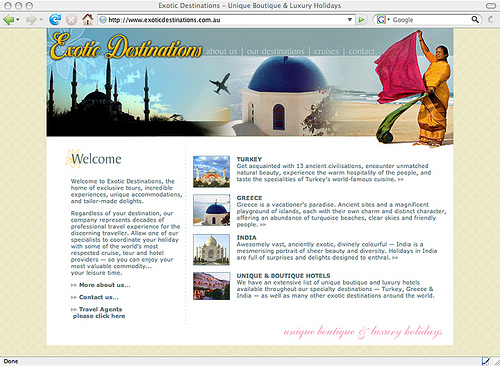 Exotic Destinations – Unique Boutique & Luxury Holidays
http://www.exoticdestinations.com.au
Google
Exotic Destinations
about us | our destinations | cruises | contact
Welcome
Welcome to Exotic Destinations, the
home of exclusive tours, incredible
experiences, unique accommodations,
and tailor-made delights.
Regardless of your destination, our
company represents decades of
professional travel experience for the
discerning traveller. Allow one of our
specialists to coordinate your holiday
with some of the world's most
respected cruise, tour and hotel
providers — so you can enjoy your
most valuable commodity...
your leisure time.
»» More about us...
»» Contact us...
»» Travel Agents
please click here
TURKEY
Get acquainted with 13 ancient civilisations, encounter unmatched
natural beauty, experience the warm hospitality of the people, and
taste the specialities of Turkey's world-famous cuisine. »»
GREECE
Greece is a vacationer's paradise. Ancient sites and a magnificent
playground of islands, each with their own charm and distinct character,
offering an abundance of turquoise beaches, clear skies and friendly
people. »»
INDIA
Awesomely vast, anciently exotic, divinely colourful — India is a
mesmerising portrait of sheer beauty and diversity. Holidays in India
are full of surprises and delights designed to enthral. »»
UNIQUE & BOUTIQUE HOTELS
We have an extensive list of unique boutique and luxury hotels
available throughout our specialty destinations — Turkey, Greece &
India — as well as many other exotic destinations around the world.
unique boutique & luxury holidays
Done